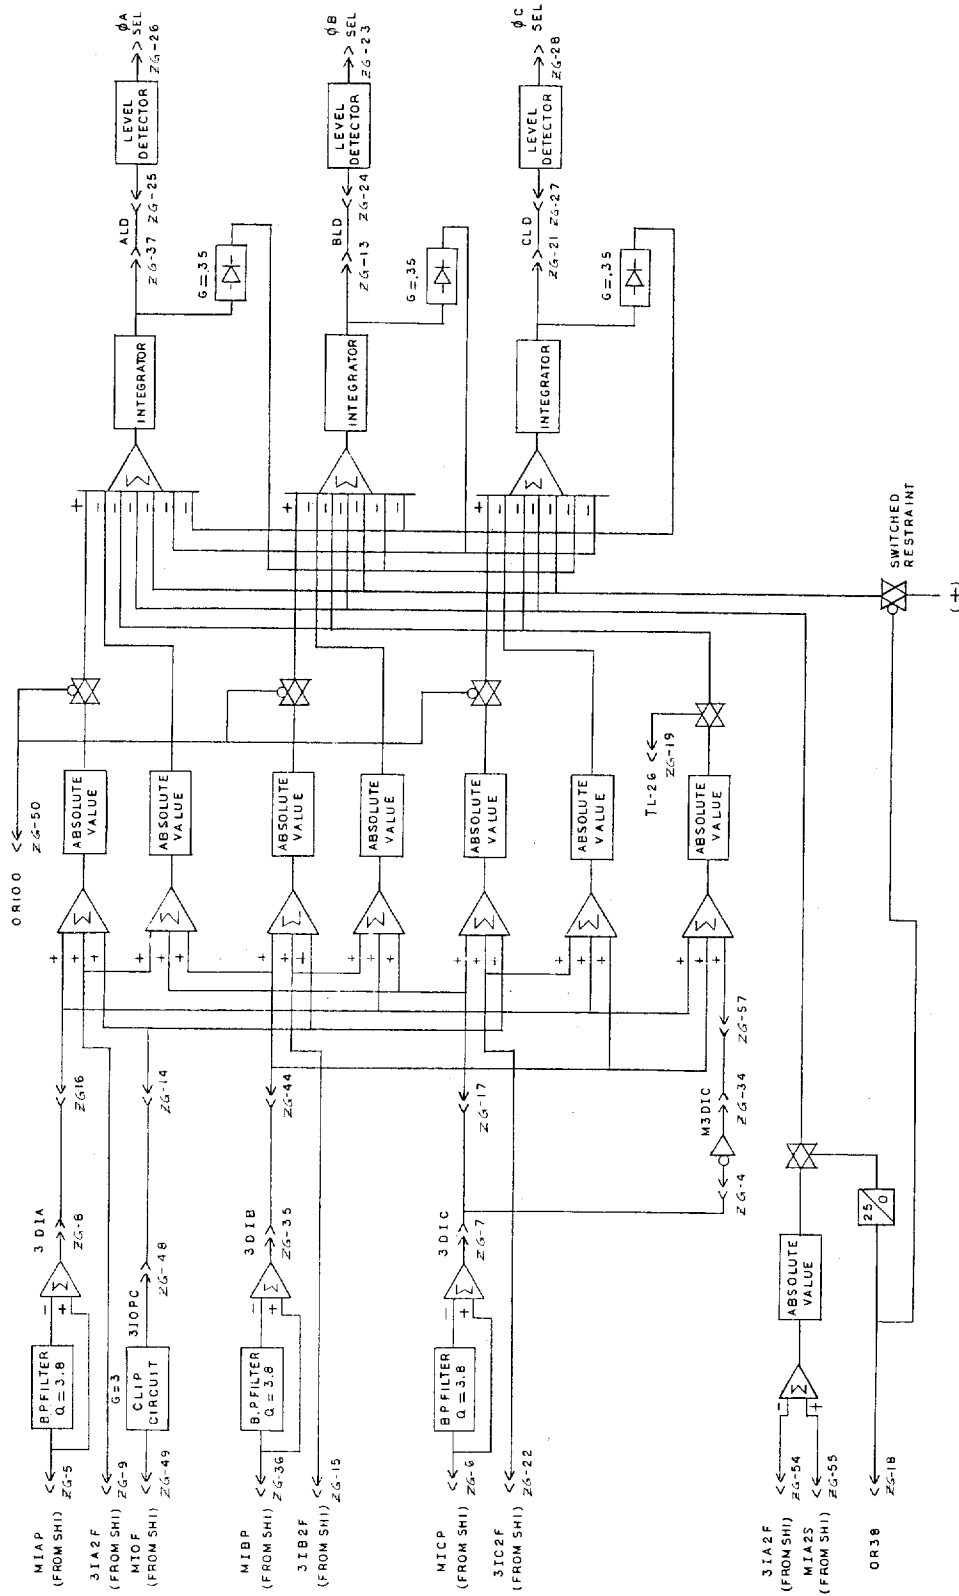 MIAP
(FROM SHI)
ZG-5
3IA2F
(FROM SHI)
ZG-9
MIOF
(FROM SHI)
ZG-49
B.P.FILTER
Q = 3.8
G=3
CLIP
CIRCUIT
-
+
Σ
3DIA
ZG-8
3IOPC
ZG-48
ZG16
ZG-14
MIBP
(FROM SHI)
ZG-36
3IB2F
(FROM SHI)
ZG-15
B.P.FILTER
Q = 3.8
-
+
Σ
3DIB
ZG-35
ZG-44
MICP
(FROM SHI)
ZG-6
3IC2F
(FROM SHI)
ZG-22
B.P.FILTER
Q = 3.8
-
+
Σ
3DIC
ZG-7
ZG-17
ZG-4
M3DIC
ZG-34
ZG-57
3IA2F
(FROM SHI)
ZG-54
MIA2S
(FROM SHI)
ZG-55
-
+
Σ
ABSOLUTE
VALUE
OR38
ZG-18
25
0
OR100
ZG-50
+
+
+
Σ
ABSOLUTE
VALUE
+
+
+
Σ
ABSOLUTE
VALUE
+
+
+
Σ
ABSOLUTE
VALUE
+
+
+
Σ
ABSOLUTE
VALUE
+
+
+
Σ
ABSOLUTE
VALUE
+
+
+
Σ
ABSOLUTE
VALUE
+
+
+
Σ
ABSOLUTE
VALUE
TL-26
ZG-19
SWITCHED
RESTRAINT
(+)
+
-
-
-
-
-
-
Σ
INTEGRATOR
ALD
ZG-37
ZG-25
LEVEL
DETECTOR
ØA
SEL
ZG-26
G=.35
+
-
-
-
-
-
-
Σ
INTEGRATOR
BLD
ZG-13
ZG-24
LEVEL
DETECTOR
ØB
SEL
ZG-23
G=.35
+
-
-
-
-
-
-
Σ
INTEGRATOR
CLD
ZG-21
ZG-27
LEVEL
DETECTOR
ØC
SEL
ZG-28
G=.35